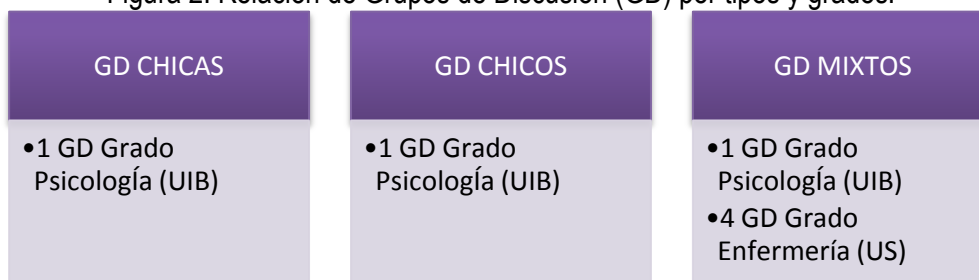 Figura 2. Relación de Grupos de Discusión (GD) por tipos y grados.
GD CHICAS
•1 GD Grado
PsicologÍa (UIB)
GD CHICOS
•1 GD Grado
PsicologÍa (UIB)
GD MIXTOS
•1 GD Grado
PsicologÍa (UIB)
•4 GD Grado
Enfermería (US)